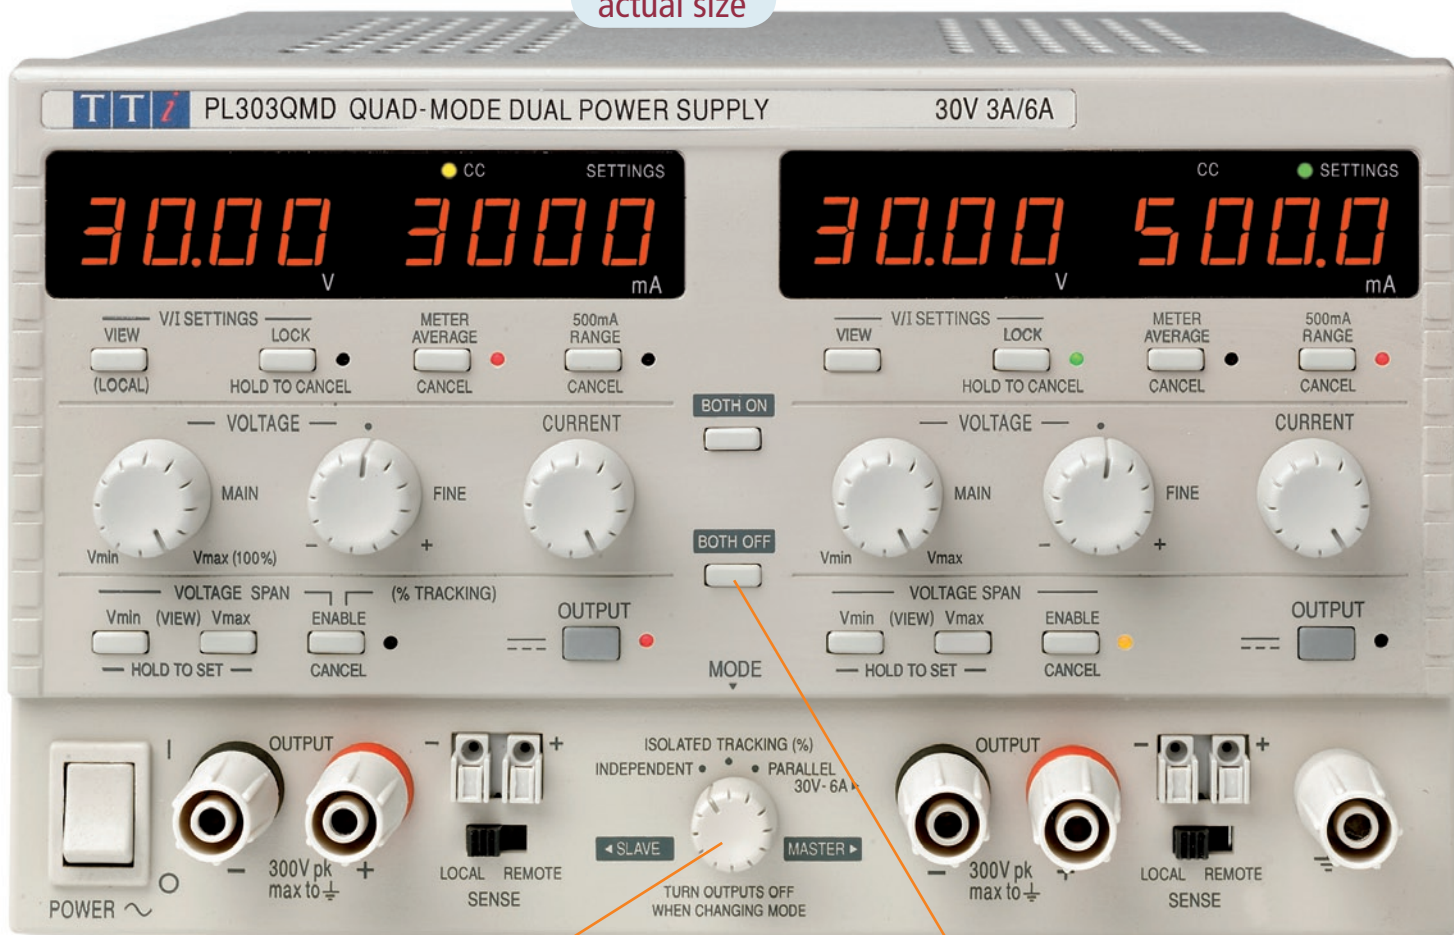 actual size
TTi PL303QMD QUAD-MODE DUAL POWER SUPPLY 30V 3A/6A
CC SETTINGS
30.00 V 3000 mA
CC SETTINGS
30.00 V 500.0 mA
V/I SETTINGS
VIEW LOCK
(LOCAL) HOLD TO CANCEL
METER
AVERAGE
CANCEL
500mA
RANGE
CANCEL
V/I SETTINGS
VIEW LOCK
HOLD TO CANCEL
METER
AVERAGE
CANCEL
500mA
RANGE
CANCEL
VOLTAGE CURRENT
MAIN FINE
Vmin Vmax (100%) - +
BOTH ON
BOTH OFF
VOLTAGE CURRENT
MAIN FINE
Vmin Vmax - +
VOLTAGE SPAN (% TRACKING)
Vmin (VIEW) Vmax ENABLE
HOLD TO SET CANCEL
OUTPUT
MODE
VOLTAGE SPAN
Vmin (VIEW) Vmax ENABLE
HOLD TO SET CANCEL
OUTPUT
I
O
POWER
OUTPUT
- +
300V pk
max to
- +
LOCAL REMOTE
SENSE
ISOLATED TRACKING (%)
INDEPENDENT PARALLEL
30V-6A
SLAVE MASTER
TURN OUTPUTS OFF
WHEN CHANGING MODE
OUTPUT
- +
300V pk
max to
- +
LOCAL REMOTE
SENSE